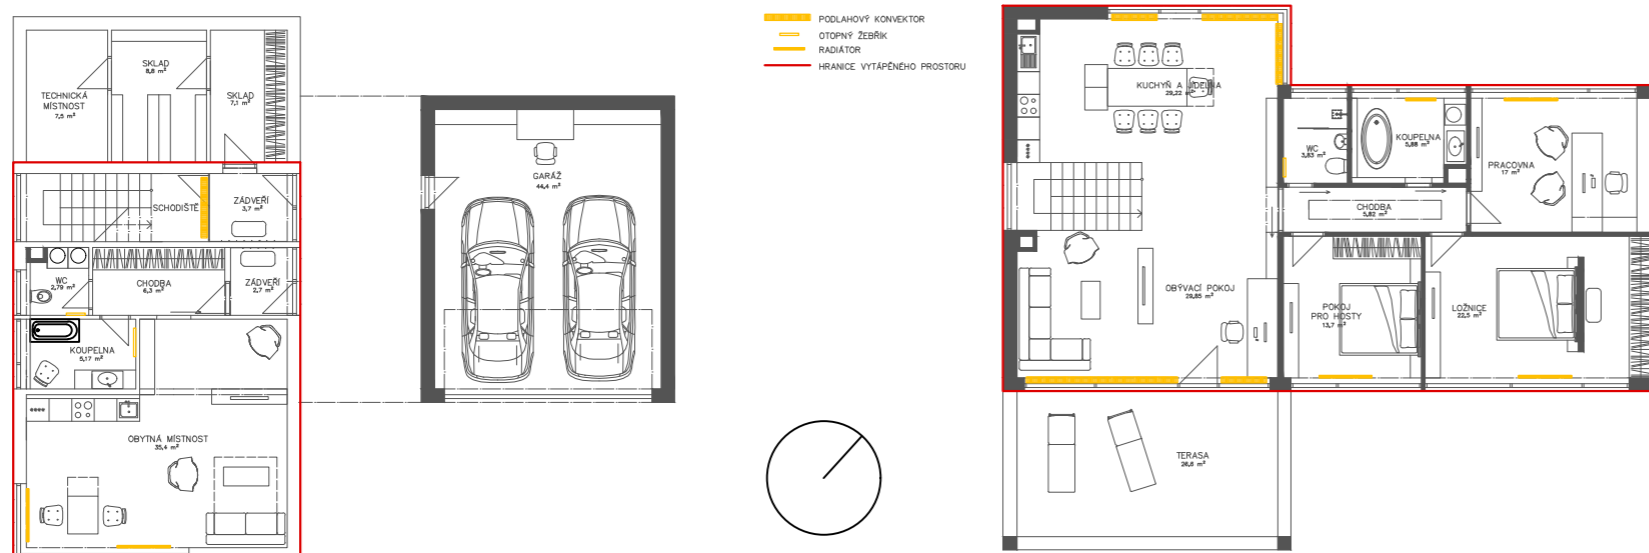 SKLAD
8,8 m²
TECHNICKÁ
MÍSTNOST
7,5 m²
SKLAD
7,1 m²
SCHODIŠTĚ
ZÁDVEŘÍ
3,7 m²
WC
2,79 m²
CHODBA
6,3 m²
ZÁDVEŘÍ
2,7 m²
KOUPELNA
5,17 m²
OBYTNÁ MÍSTNOST
35,4 m²
GARÁŽ
44,4 m²
PODLAHOVÝ KONVEKTOR
OTOPNÝ ŽEBŘÍK
RADIÁTOR
HRANICE VYTÁPĚNÉHO PROSTORU
KUCHYŇ A JÍDELNA
29,22 m²
WC
3,83 m²
KOUPELNA
5,88 m²
PRACOVNA
17 m²
CHODBA
5,82 m²
OBÝVACÍ POKOJ
29,85 m²
POKOJ
PRO HOSTY
13,7 m²
LOŽNICE
22,5 m²
TERASA
26,8 m²